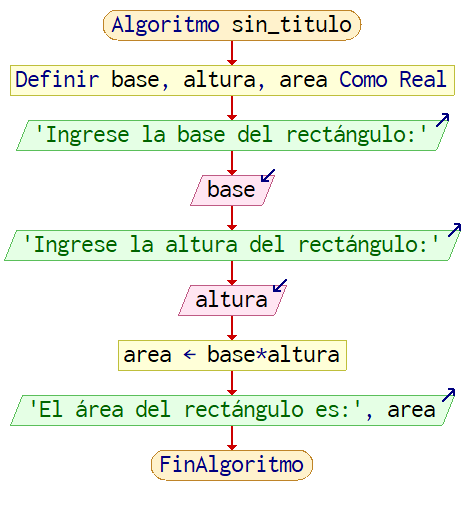 Algoritmo sin_titulo
Definir base, altura, area Como Real
'Ingrese la base del rectángulo:'
base
'Ingrese la altura del rectángulo:'
altura
area ← base*altura
'El área del rectángulo es:', area
FinAlgoritmo